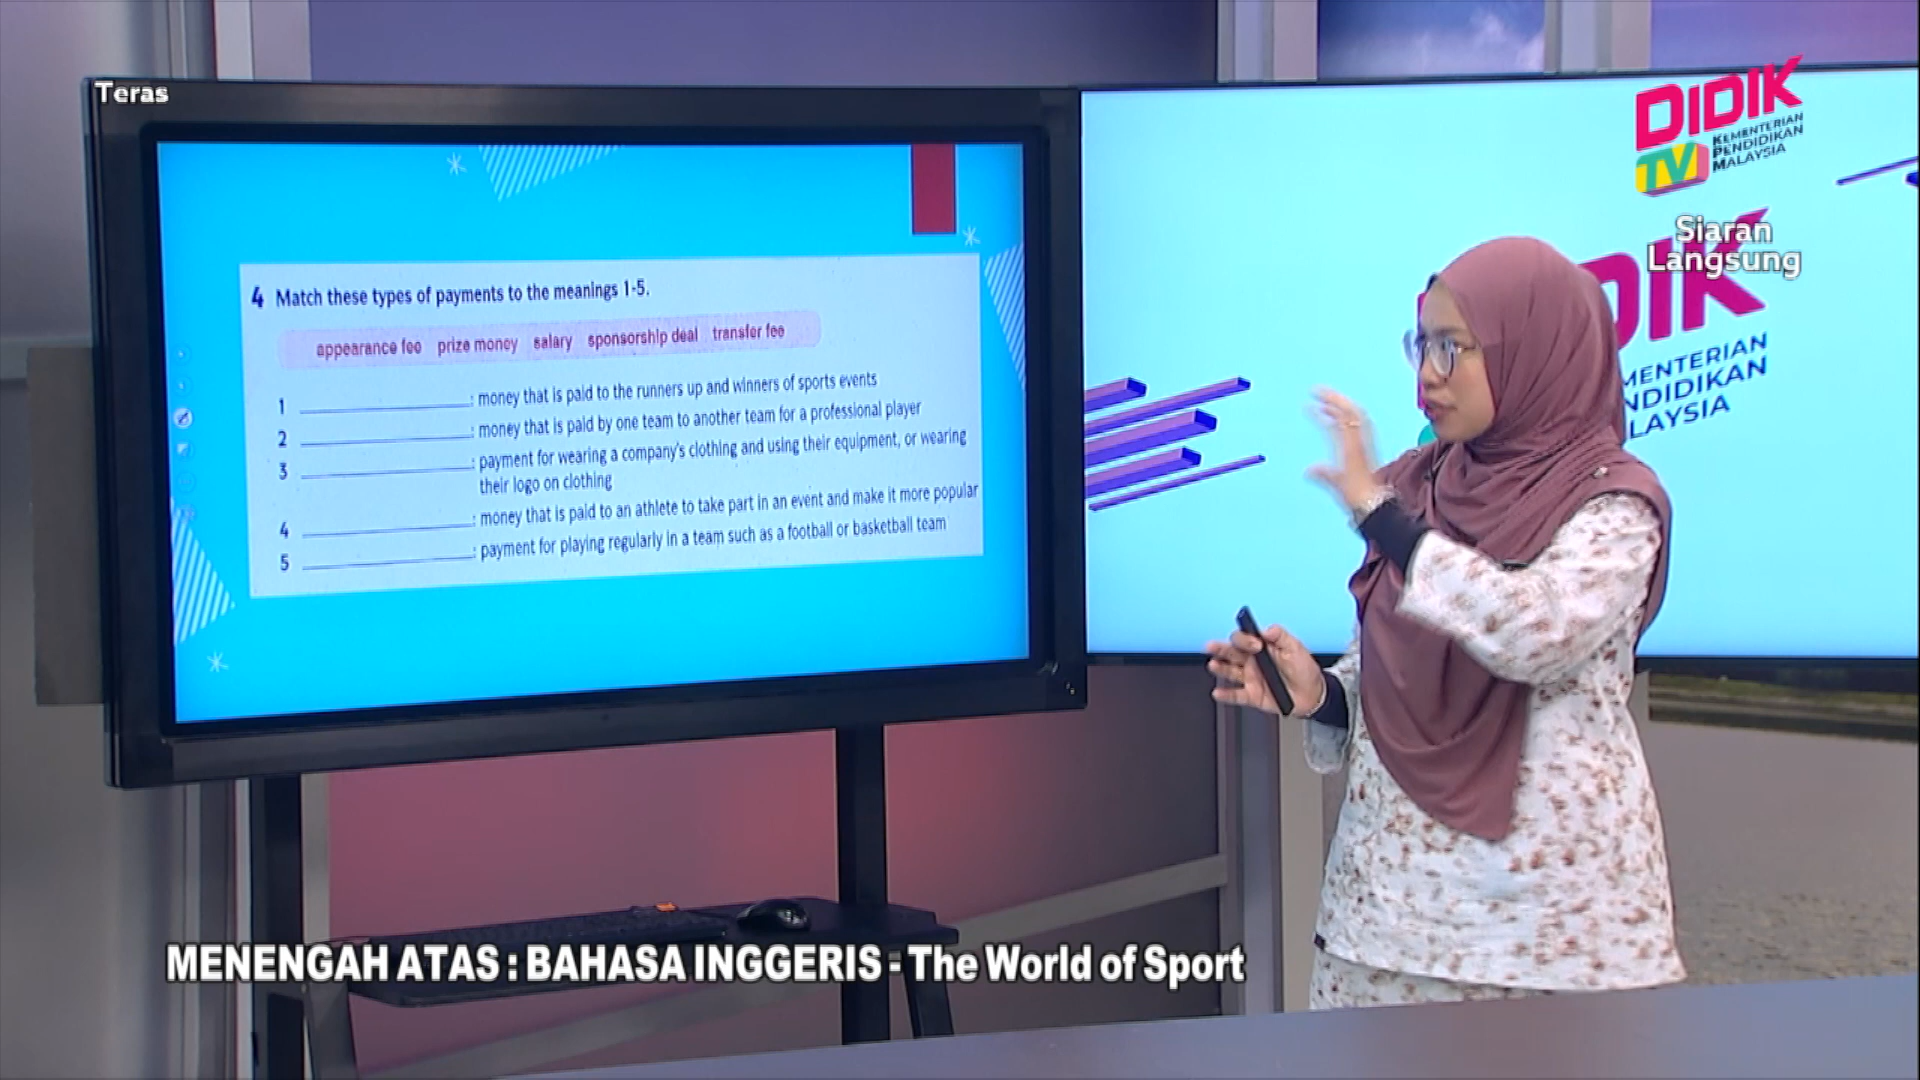 Teras
4 Match these types of payments to the meanings 1-5.
appearance fee prize money salary sponsorship deal transfer fee
1 : money that is paid to the runners up and winners of sports events
2 : money that is paid by one team to another team for a professional player
3 : payment for wearing a company's clothing and using their equipment, or wearing
their logo on clothing
4 : money that is paid to an athlete to take part in an event and make it more popular
5 : payment for playing regularly in a team such as a football or basketball team
DIDIK
TV
KEMENTERIAN
PENDIDIKAN
MALAYSIA
Siaran
Langsung
DIDIK
MENTERIAN
NDIDIKAN
LAYSIA
MENENGAH ATAS : BAHASA INGGERIS - The World of Sport